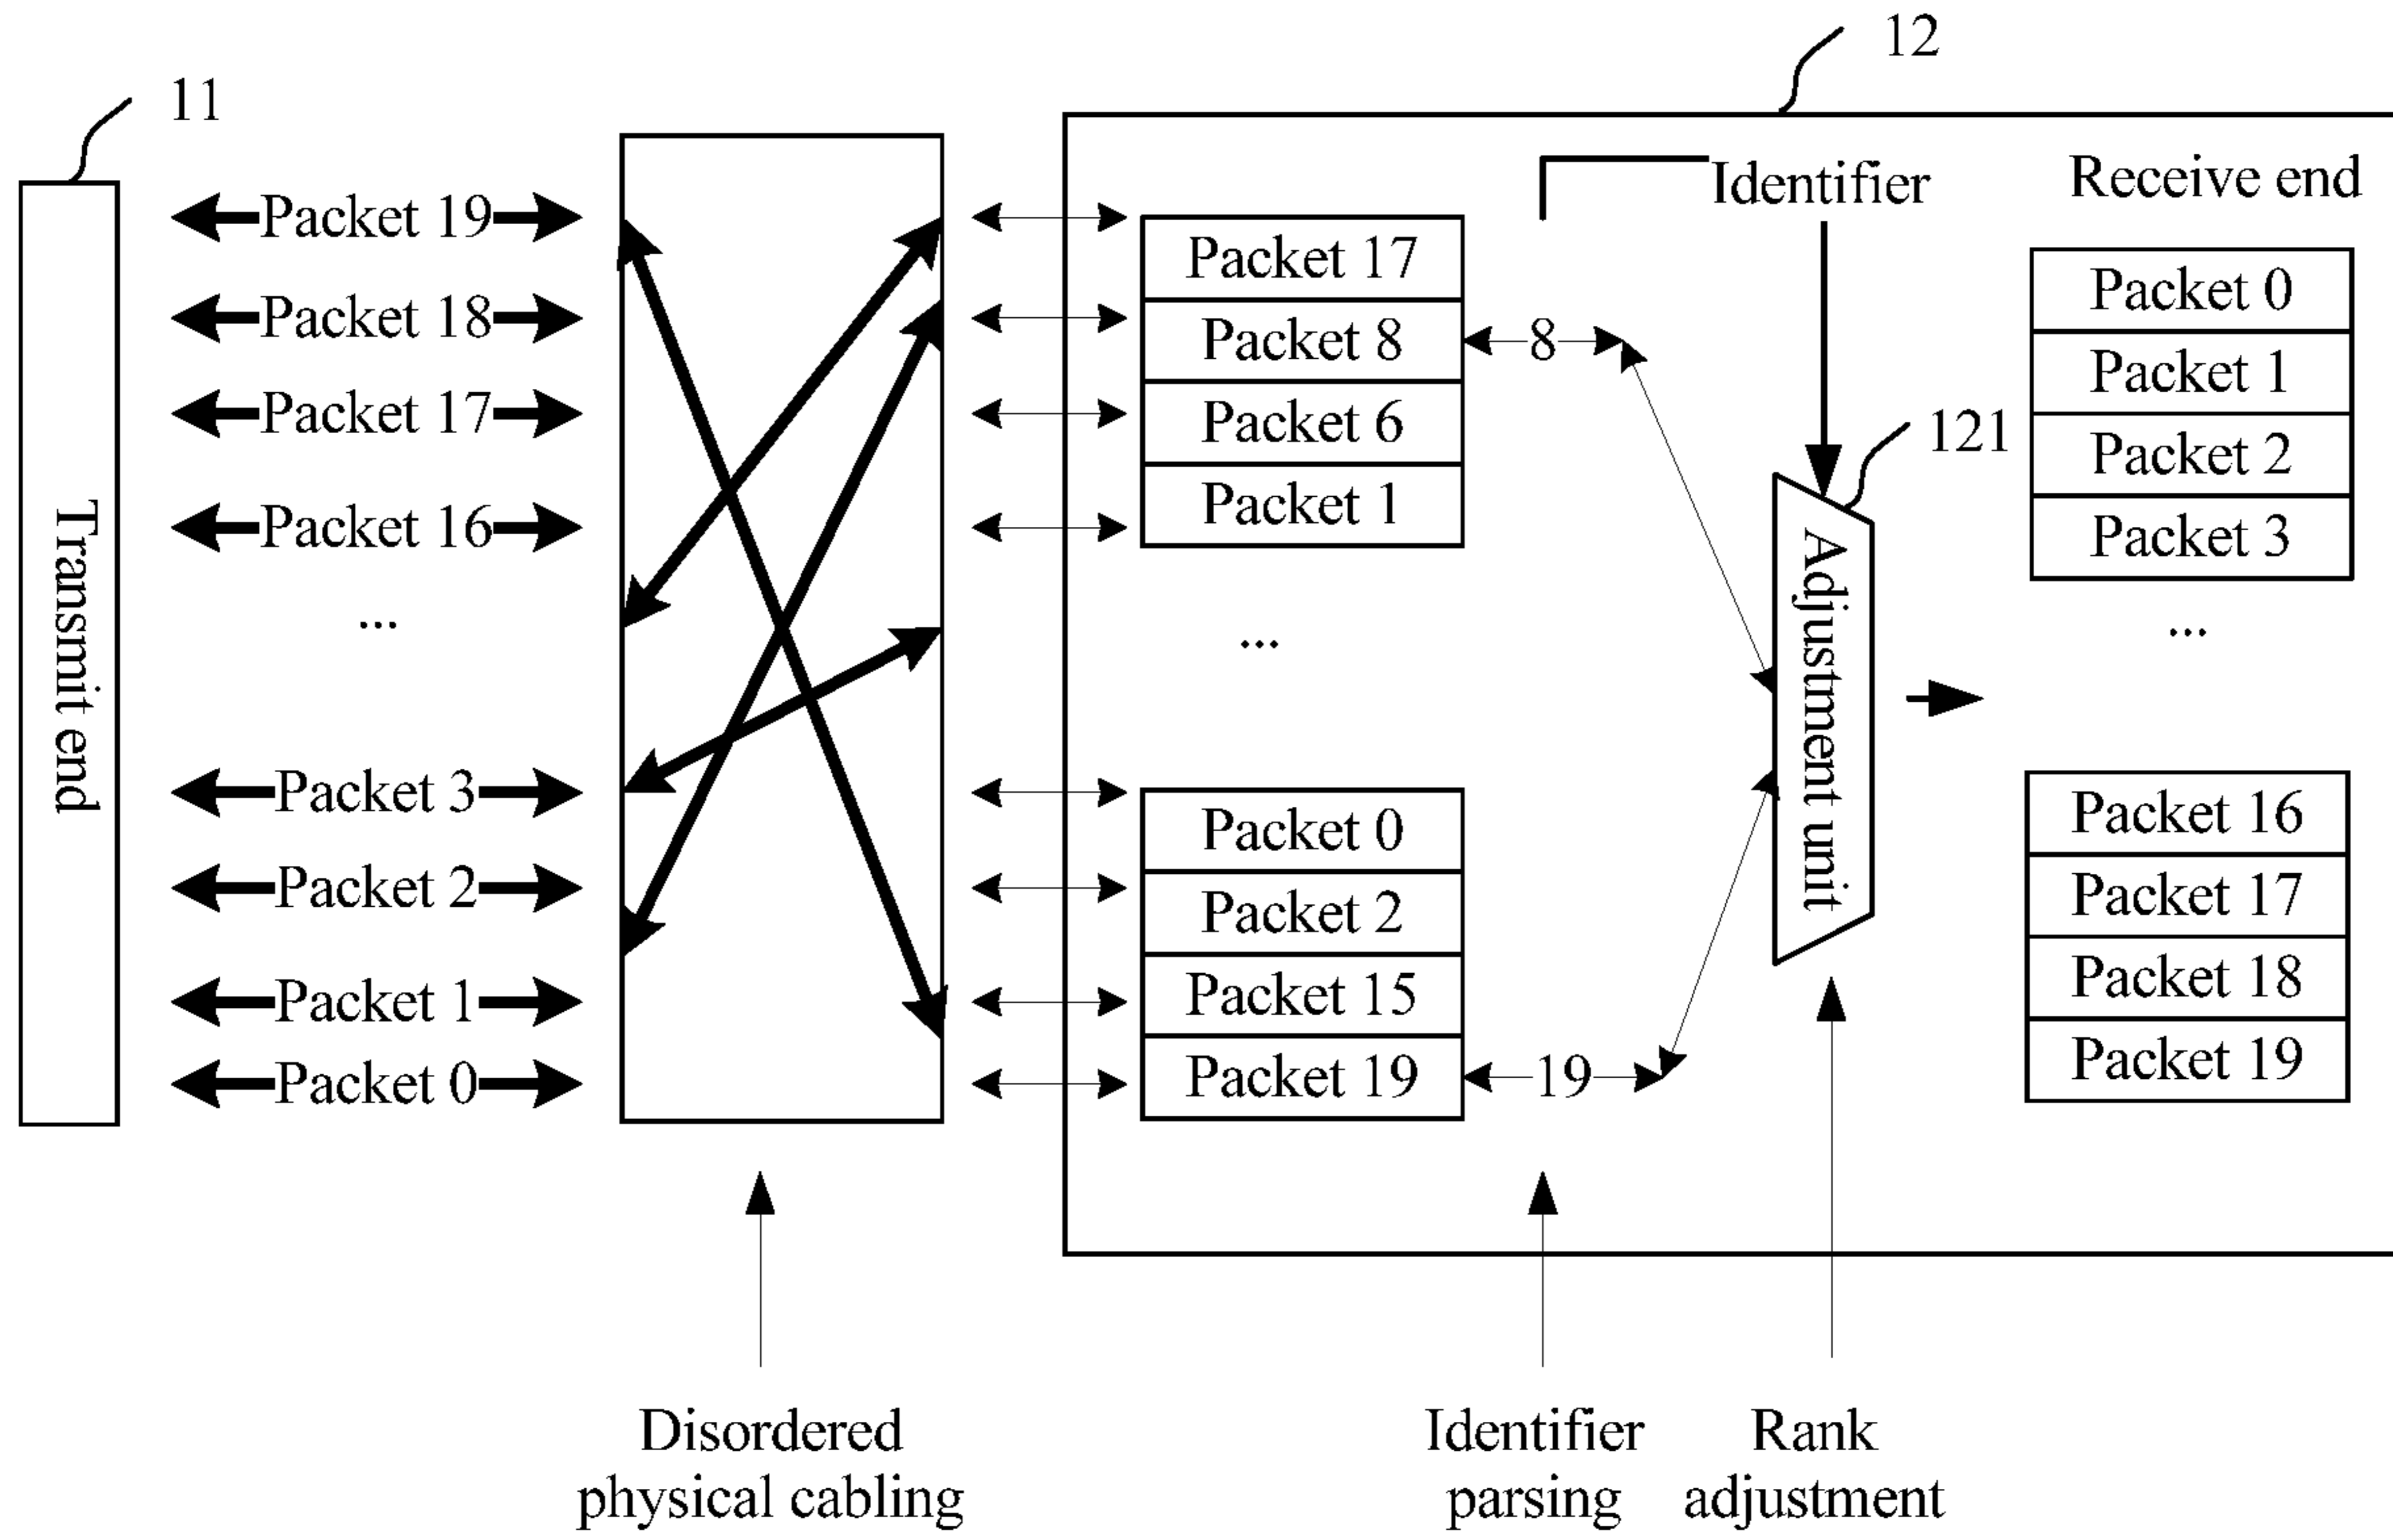 11
12
Transmit end
Packet 19
Packet 18
Packet 17
Packet 16
...
Packet 3
Packet 2
Packet 1
Packet 0
Packet 17
Packet 8
Packet 6
Packet 1
...
Packet 0
Packet 2
Packet 15
Packet 19
8
19
Identifier
121
Adjustment unit
Receive end
Packet 0
Packet 1
Packet 2
Packet 3
...
Packet 16
Packet 17
Packet 18
Packet 19
Disordered
physical cabling
Identifier
parsing
Rank
adjustment